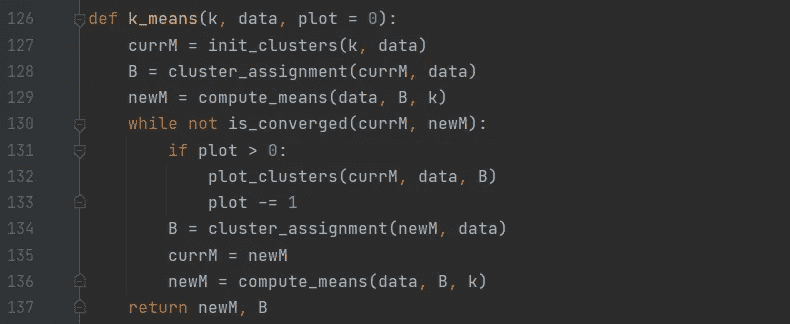 126 def k_means(k, data, plot = 0):
127     currM = init_clusters(k, data)
128     B = cluster_assignment(currM, data)
129     newM = compute_means(data, B, k)
130     while not is_converged(currM, newM):
131         if plot > 0:
132             plot_clusters(currM, data, B)
133             plot -= 1
134         B = cluster_assignment(newM, data)
135         currM = newM
136         newM = compute_means(data, B, k)
137     return newM, B